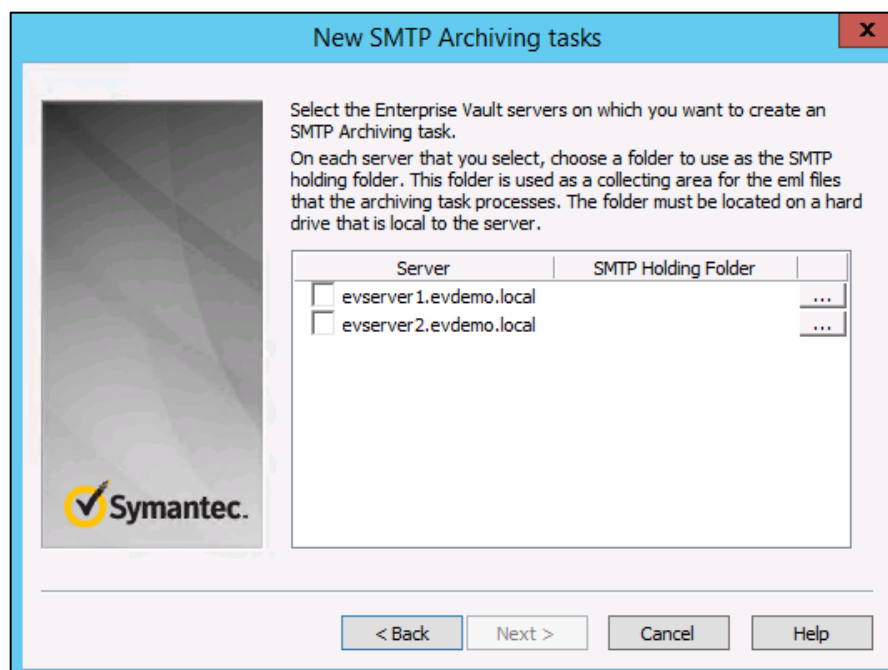 New SMTP Archiving tasks
x
Select the Enterprise Vault servers on which you want to create an
SMTP Archiving task.
On each server that you select, choose a folder to use as the SMTP
holding folder. This folder is used as a collecting area for the eml files
that the archiving task processes. The folder must be located on a hard
drive that is local to the server.
Server SMTP Holding Folder
evserver1.evdemo.local ...
evserver2.evdemo.local ...
Symantec.
< Back Next > Cancel Help